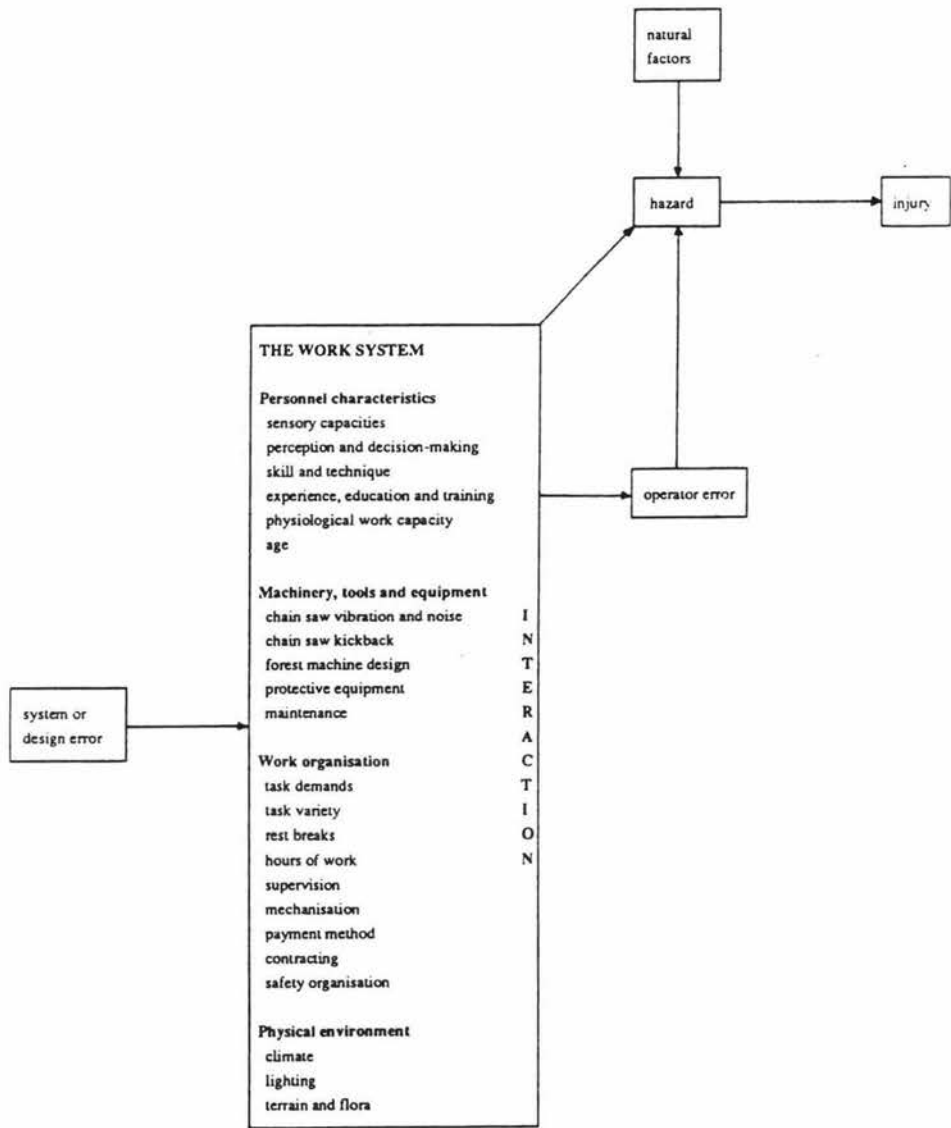 natural
factors
hazard
injury
THE WORK SYSTEM
Personnel characteristics
sensory capacities
perception and decision-making
skill and technique
experience, education and training
physiological work capacity
age
operator error
Machinery, tools and equipment
chain saw vibration and noise
chain saw kickback
forest machine design
protective equipment
maintenance
system or
design error
Work organisation
task demands
task variety
rest breaks
hours of work
supervision
mechanisation
payment method
contracting
safety organisation
Physical environment
climate
lighting
terrain and flora
I
N
T
E
R
A
C
T
I
O
N